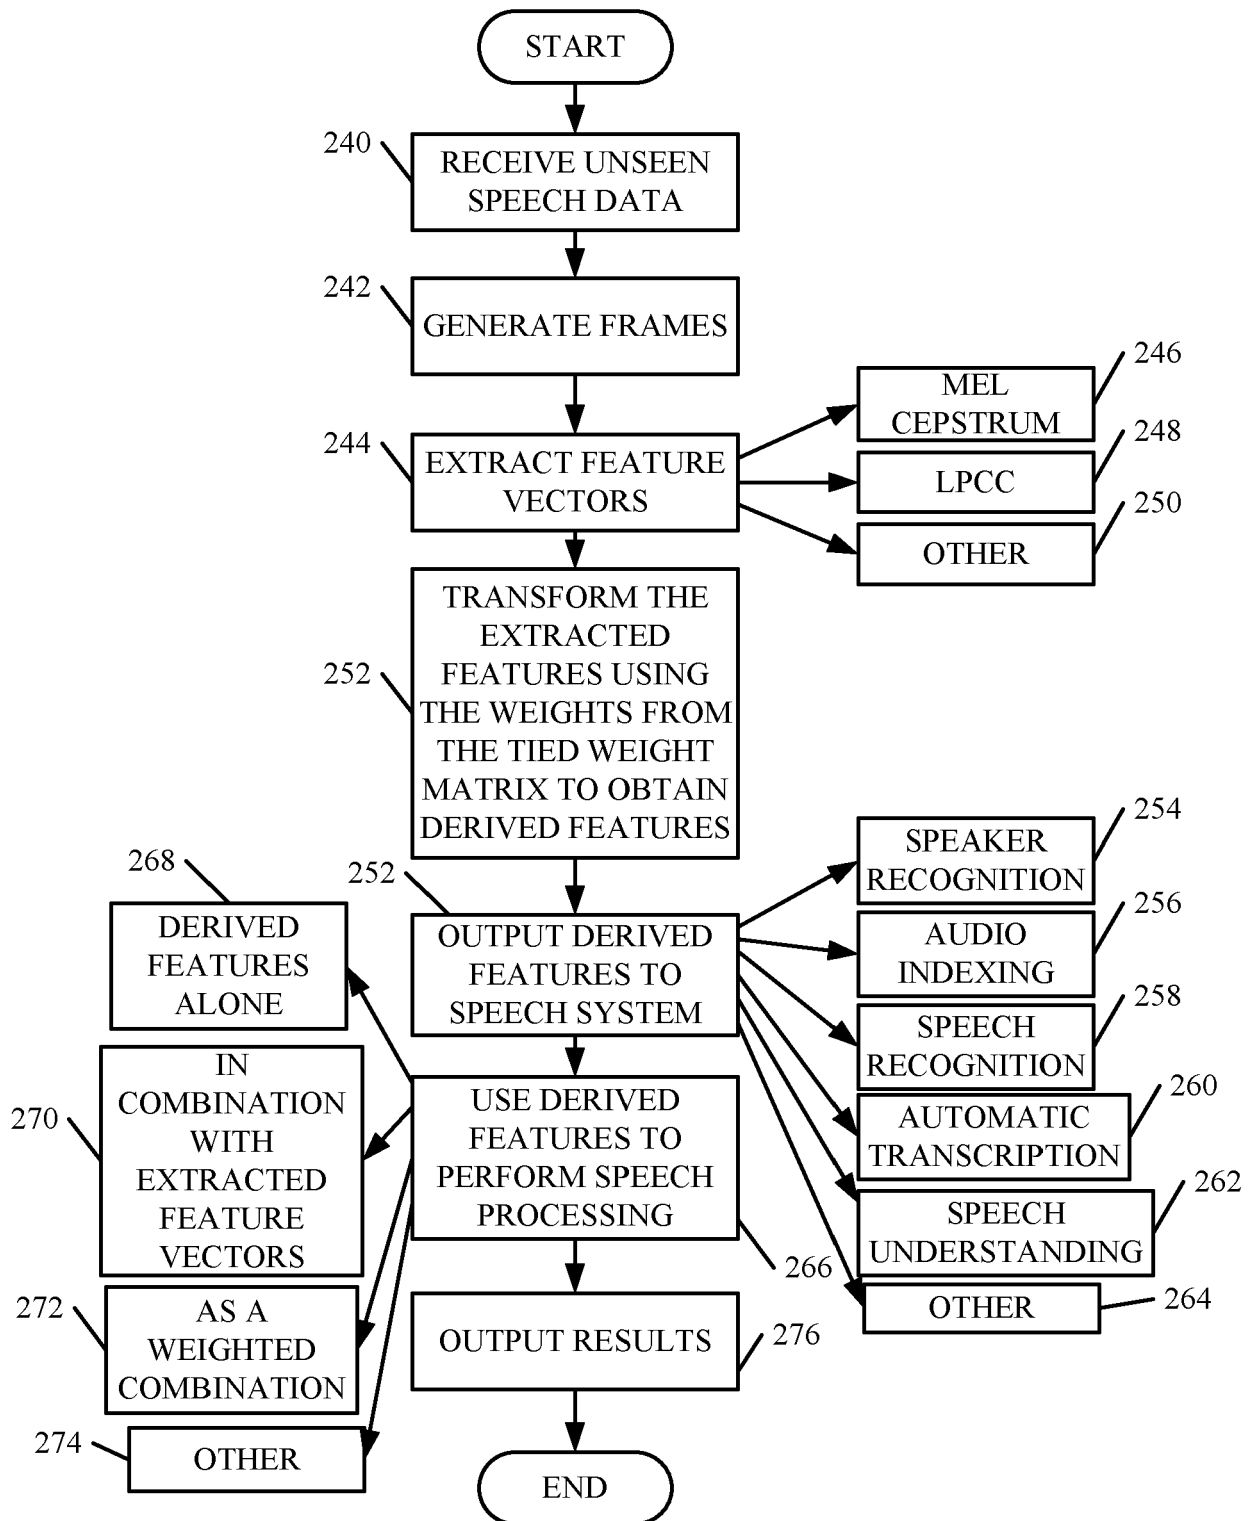 START
240
RECEIVE UNSEEN
SPEECH DATA
242
GENERATE FRAMES
244
EXTRACT FEATURE
VECTORS
246
MEL
CEPSTRUM
248
LPCC
250
OTHER
252
TRANSFORM THE
EXTRACTED
FEATURES USING
THE WEIGHTS FROM
THE TIED WEIGHT
MATRIX TO OBTAIN
DERIVED FEATURES
252
OUTPUT DERIVED
FEATURES TO
SPEECH SYSTEM
254
SPEAKER
RECOGNITION
256
AUDIO
INDEXING
258
SPEECH
RECOGNITION
260
AUTOMATIC
TRANSCRIPTION
262
SPEECH
UNDERSTANDING
264
OTHER
USE DERIVED
FEATURES TO
PERFORM SPEECH
PROCESSING
266
268
DERIVED
FEATURES
ALONE
270
IN
COMBINATION
WITH
EXTRACTED
FEATURE
VECTORS
272
AS A
WEIGHTED
COMBINATION
274
OTHER
OUTPUT RESULTS
276
END